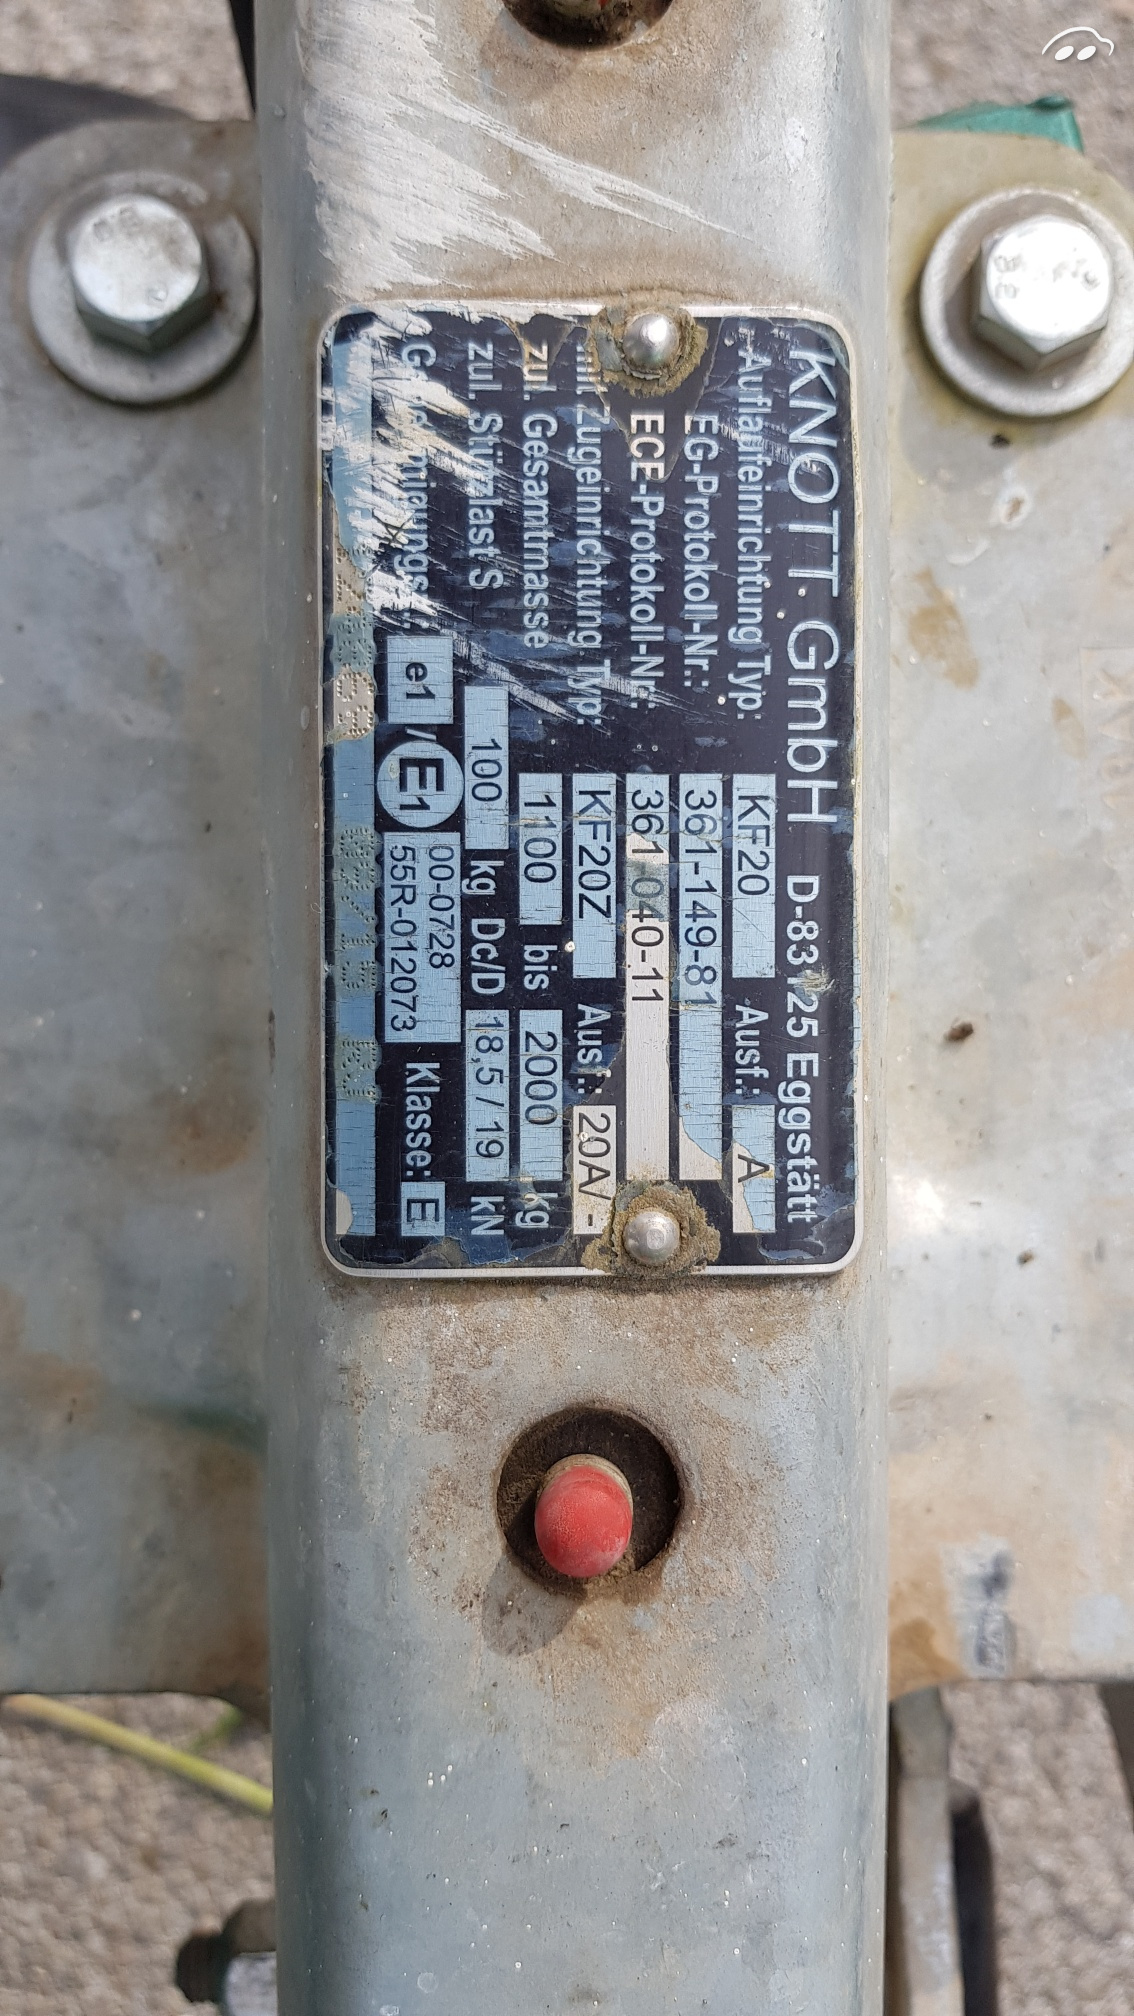 KNOTT GmbH D-83125 Eggstätt
Auflaufeinrichtung Typ: KF20 Ausf.: A
EG-Protokoll-Nr.: 361-149-81
ECE-Protokoll-Nr.: 361-040-11
mit Zugeinrichtung Typ: KF20Z Ausf.: 20A/ -
zul. Gesamtmasse 1100 bis 2000 kg
zul. Stützlast S 100 kg Dc/D 18,5 / 19 kN
e1 / E1 00-0728
55R-012073 Klasse: E